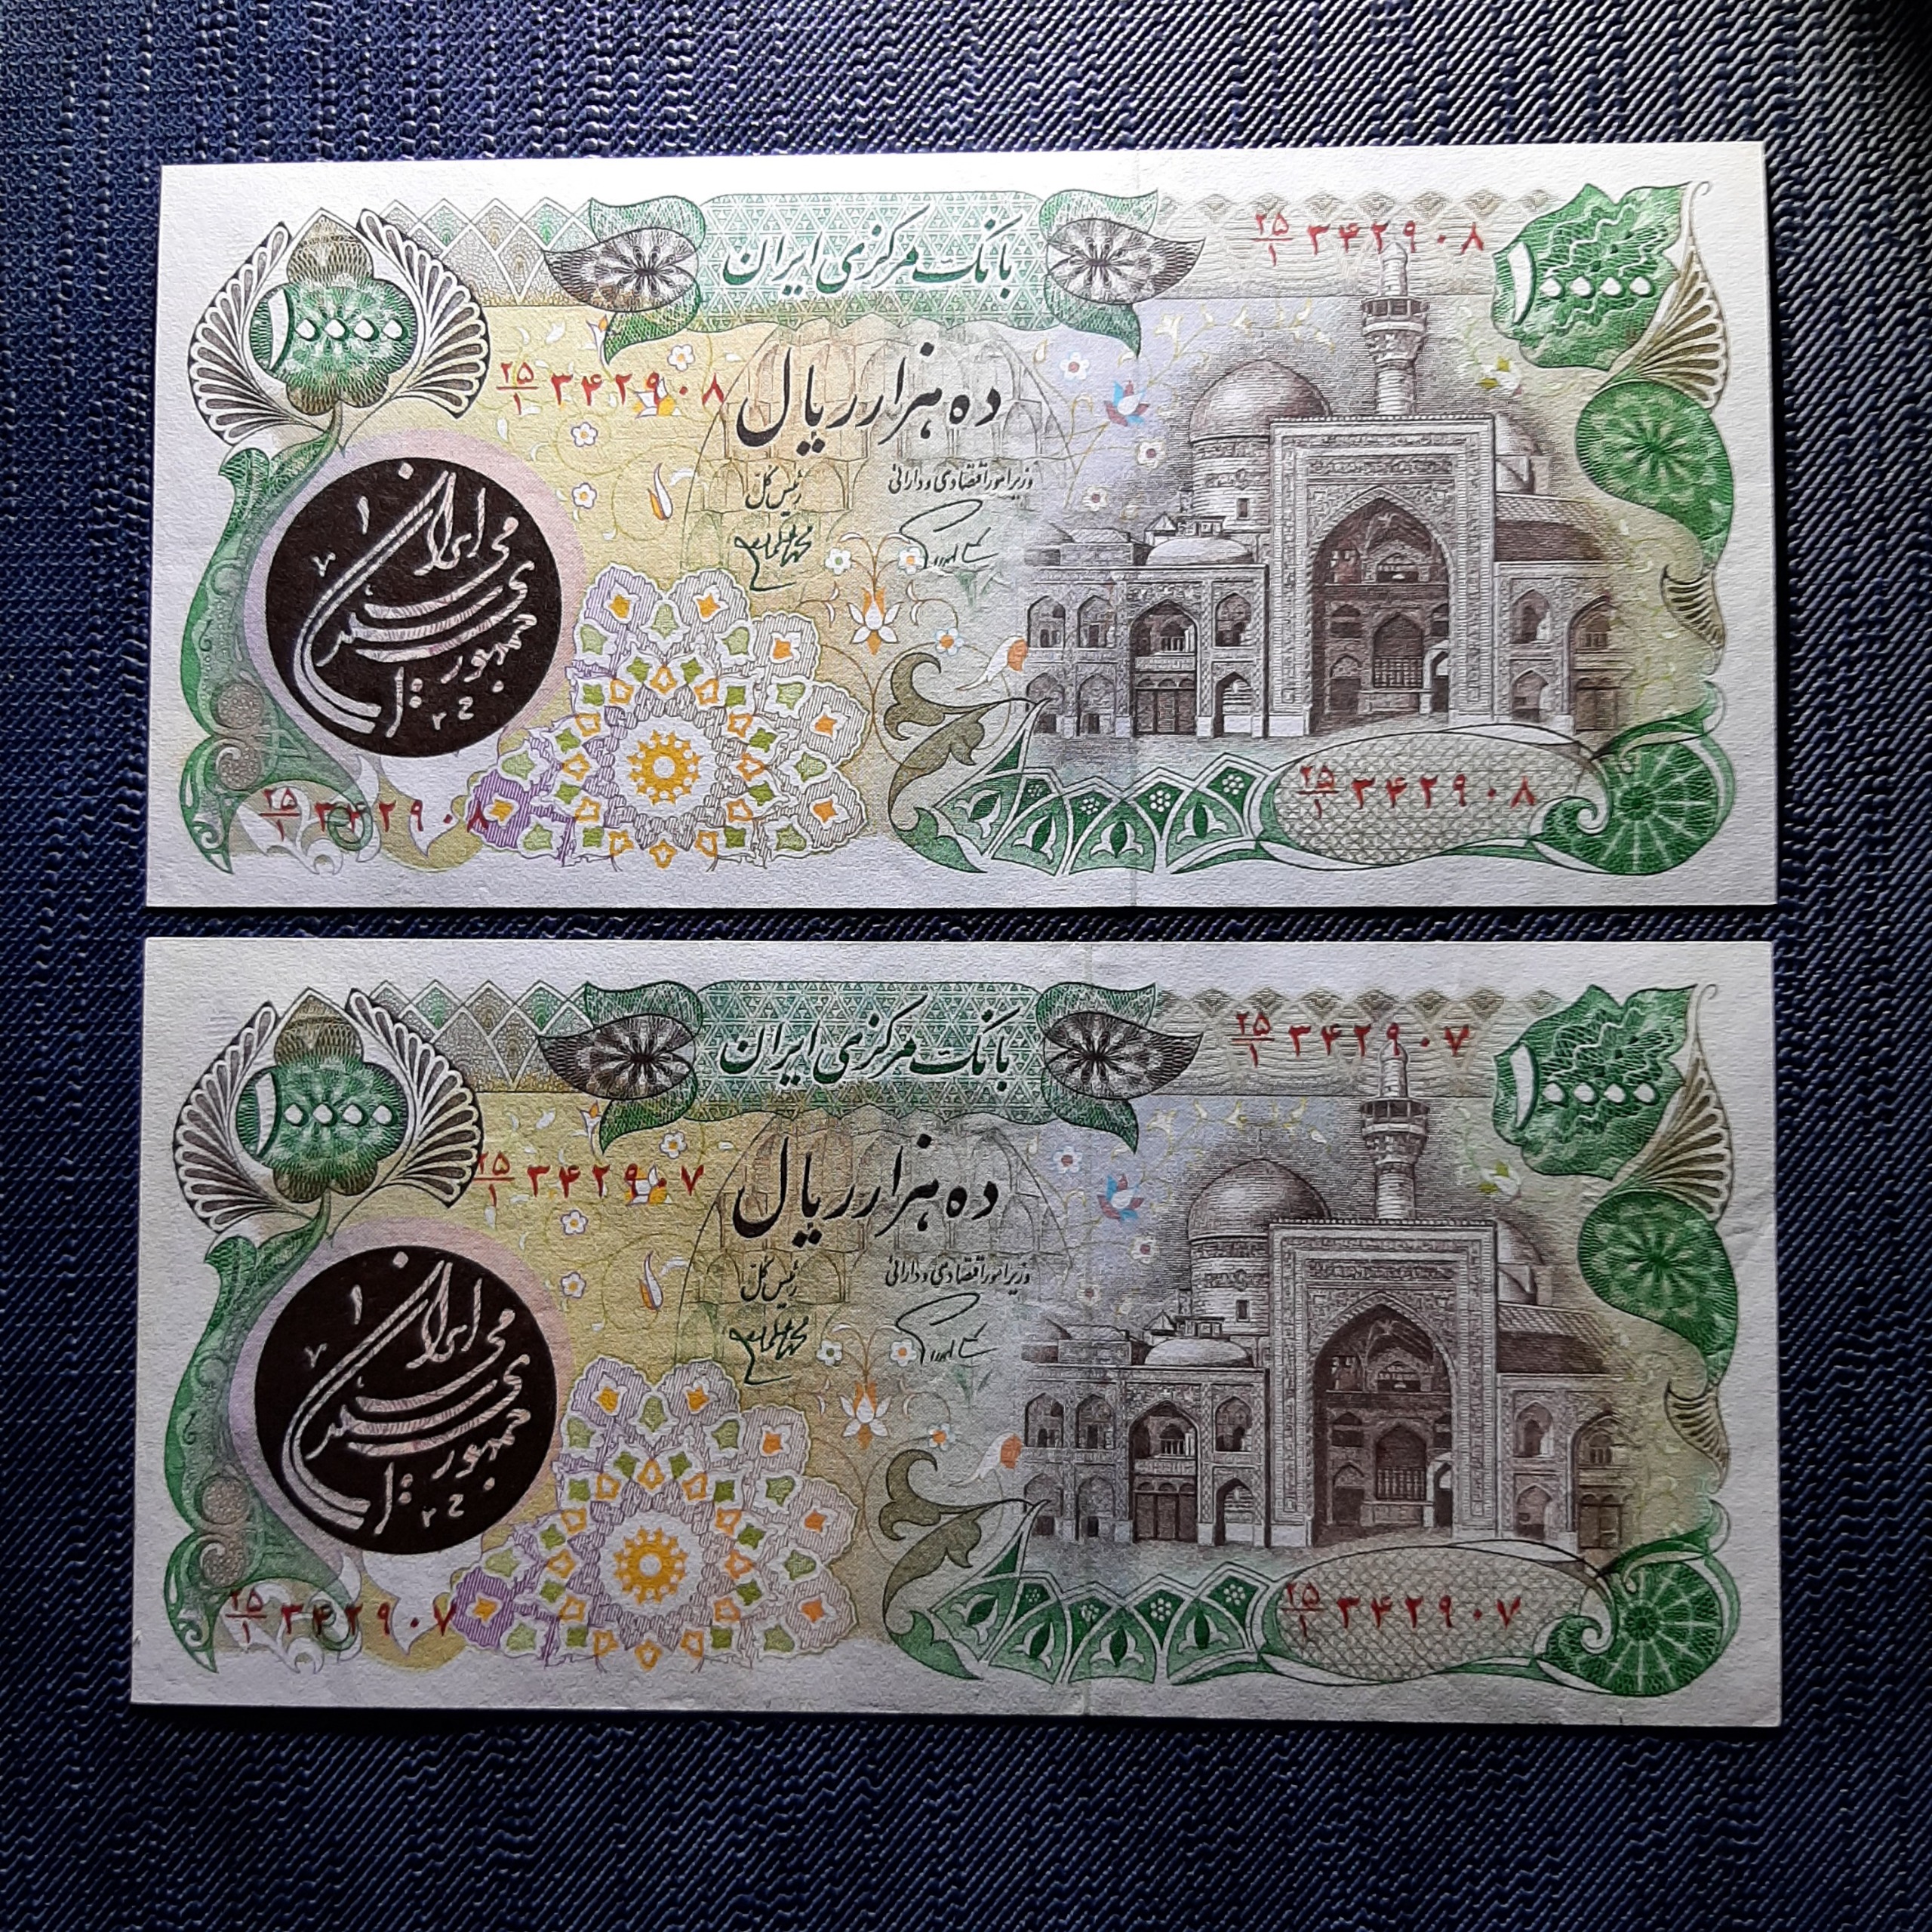 بانک مرکزی ایران
۲۵/۱ ۳۴۲۹۰۸
۱۰۰۰۰
۱۰۰۰۰
۲۵/۱ ۳۴۲۹۰۸
ده هزار ریال
وزیر امور اقتصادی و دارائی
رئیس کل
جمهوری اسلامی ایران
۲۵/۱ ۳۴۲۹۰۸
۲۵/۱ ۳۴۲۹۰۸
بانک مرکزی ایران
۲۵/۱ ۳۴۲۹۰۷
۱۰۰۰۰
۱۰۰۰۰
۲۵/۱ ۳۴۲۹۰۷
ده هزار ریال
وزیر امور اقتصادی و دارائی
رئیس کل
جمهوری اسلامی ایران
۲۵/۱ ۳۴۲۹۰۷
۲۵/۱ ۳۴۲۹۰۷